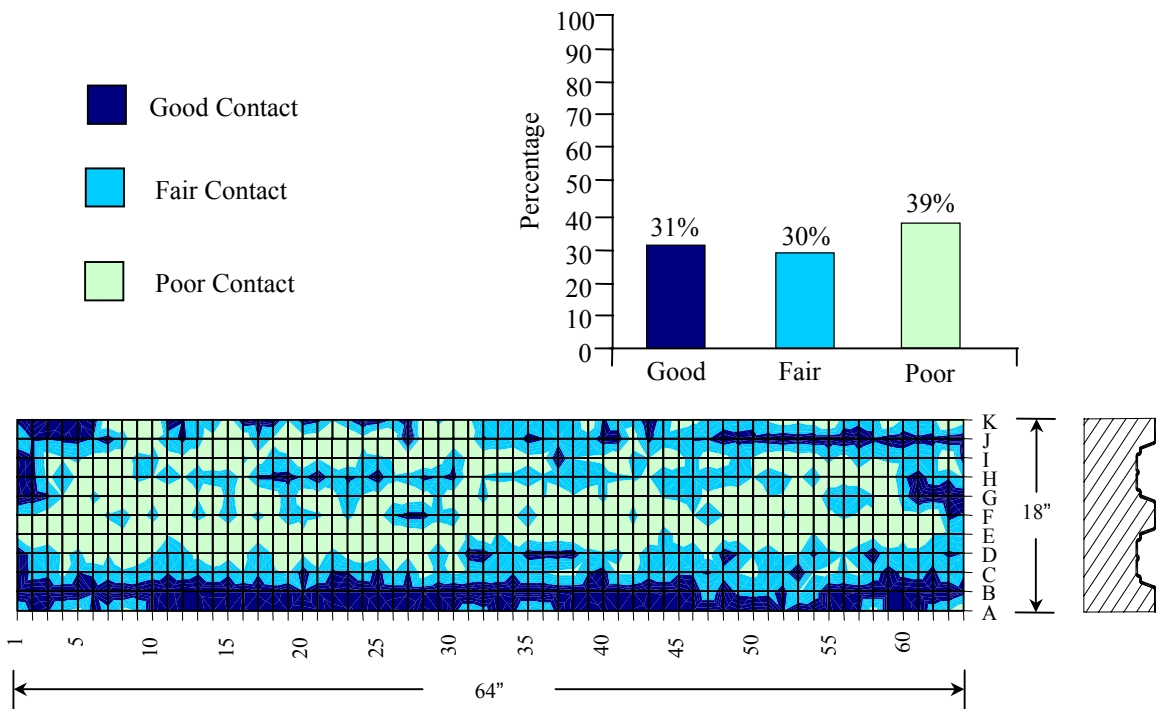 Good Contact
Fair Contact
Poor Contact
Percentage
100
90
80
70
60
50
40
30
20
10
0
31%
30%
39%
Good
Fair
Poor
K
J
I
H
G
F
E
D
C
B
A
18”
1
5
10
15
20
25
30
35
40
45
50
55
60
64”